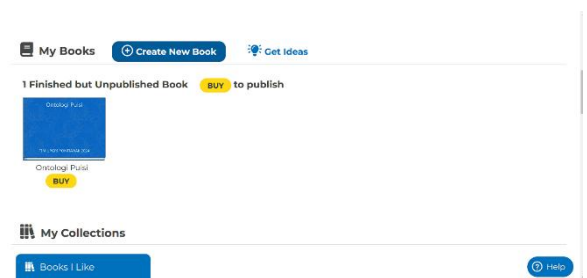 My Books
Create New Book
Get Ideas
1 Finished but Unpublished Book BUY to publish
Ontologi Puisi
Ontologi Puisi
BUY
My Collections
Books I Like
Help